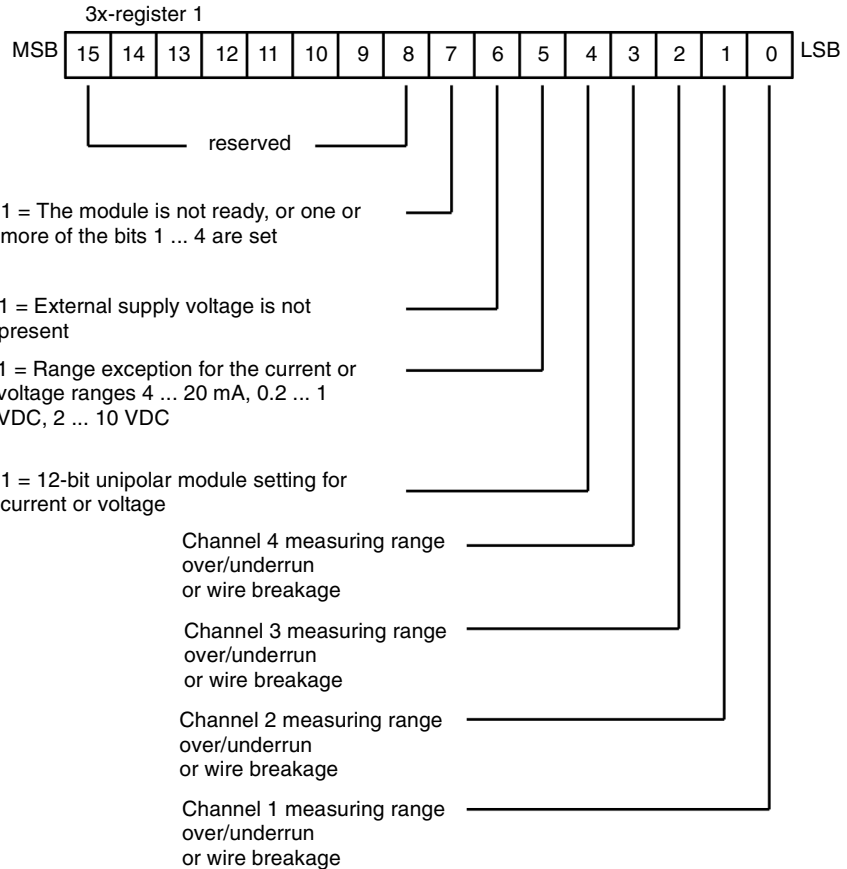 3x-register 1
MSB 15 14 13 12 11 10 9 8 7 6 5 4 3 2 1 0 LSB
reserved
1 = The module is not ready, or one or
more of the bits 1 ... 4 are set
1 = External supply voltage is not
present
1 = Range exception for the current or
voltage ranges 4 ... 20 mA, 0.2 ... 1
VDC, 2 ... 10 VDC
1 = 12-bit unipolar module setting for
current or voltage
Channel 4 measuring range
over/underrun
or wire breakage
Channel 3 measuring range
over/underrun
or wire breakage
Channel 2 measuring range
over/underrun
or wire breakage
Channel 1 measuring range
over/underrun
or wire breakage